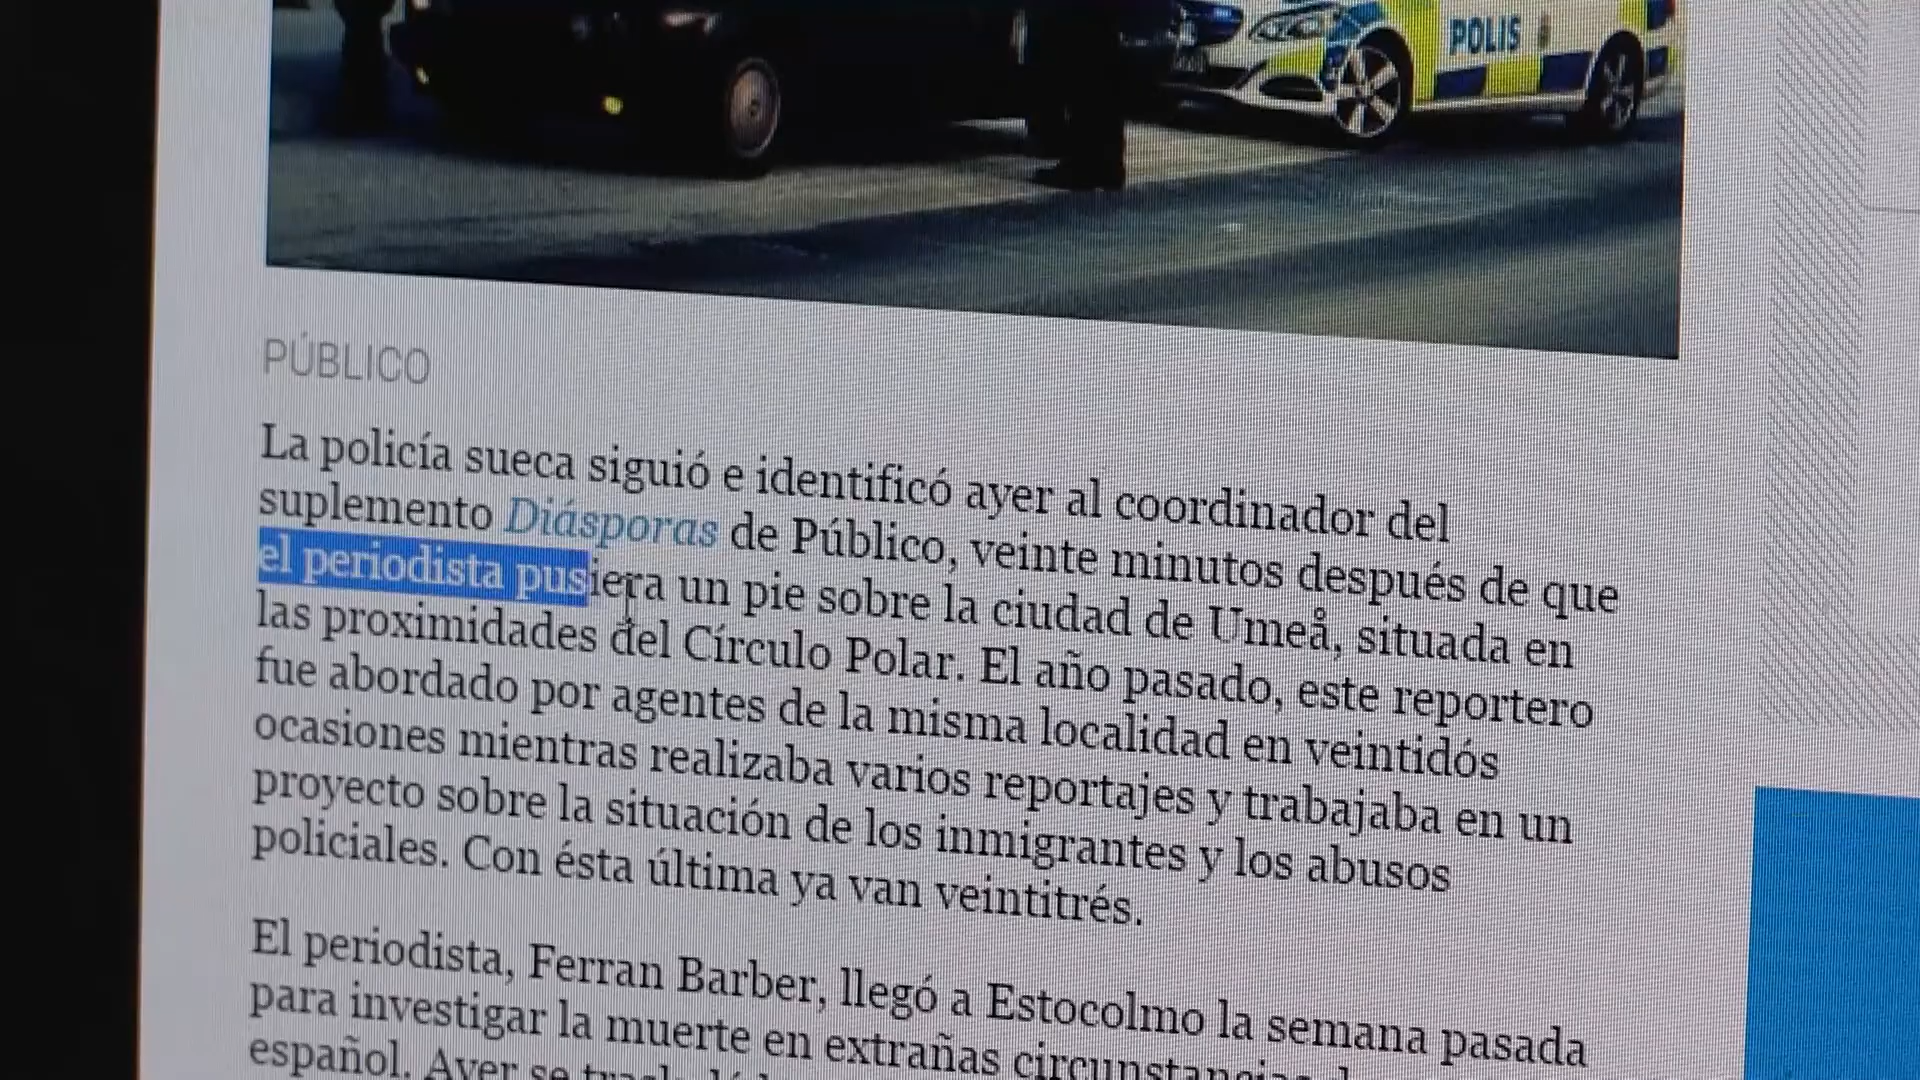 POLIS
PÚBLICO
La policía sueca siguió e identificó ayer al coordinador del
suplemento Diásporas de Público, veinte minutos después de que
el periodista pusiera un pie sobre la ciudad de Umeå, situada en
las proximidades del Círculo Polar. El año pasado, este reportero
fue abordado por agentes de la misma localidad en veintidós
ocasiones mientras realizaba varios reportajes y trabajaba en un
proyecto sobre la situación de los inmigrantes y los abusos
policiales. Con ésta última ya van veintitrés.
El periodista, Ferran Barber, llegó a Estocolmo la semana pasada
para investigar la muerte en extrañas circunstancias
español. Ayer se